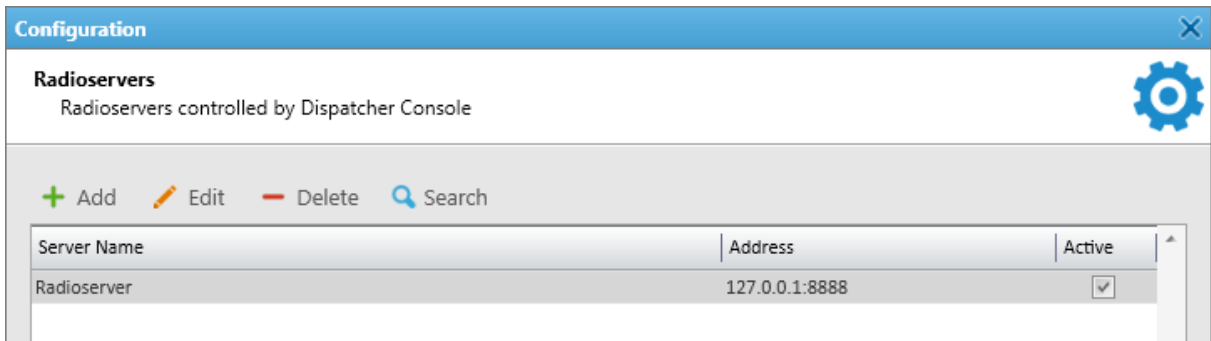 Configuration
Radioservers
Radioservers controlled by Dispatcher Console
Add Edit Delete Search
Server Name Address Active
Radioserver 127.0.0.1:8888